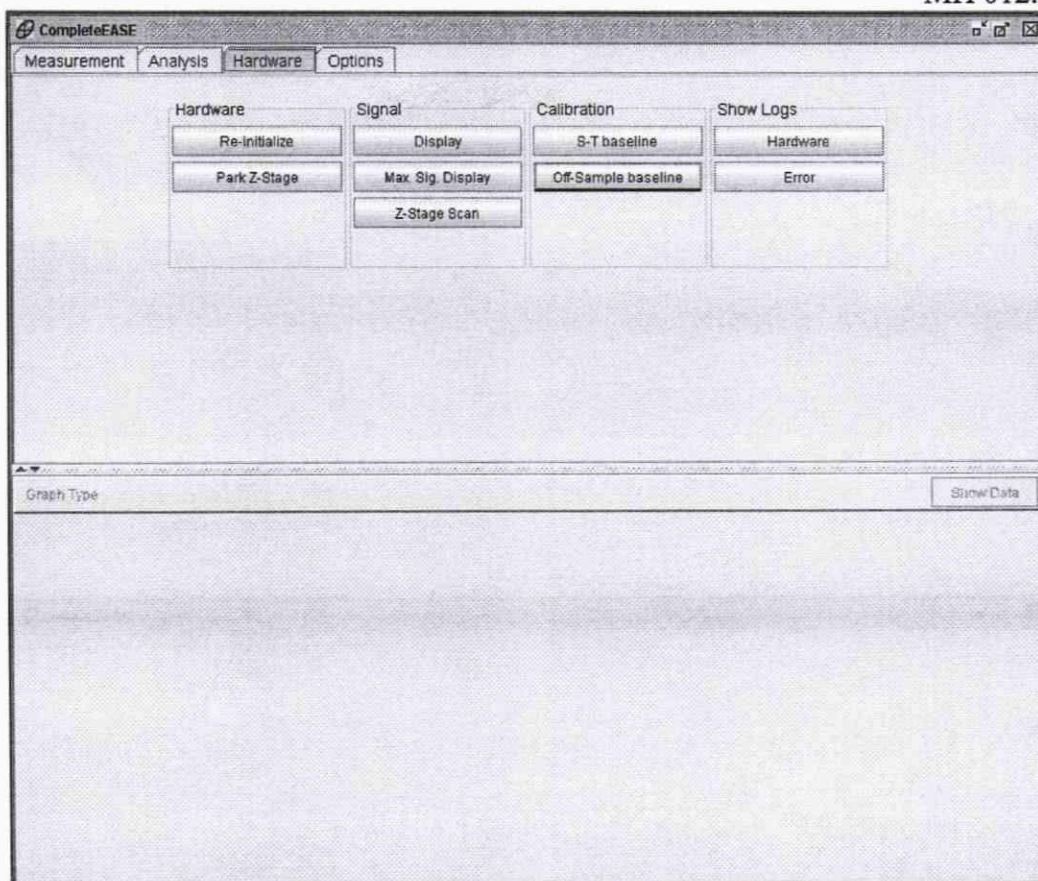 CompleteEASE
Measurement Analysis Hardware Options
Hardware Signal Calibration Show Logs
Re-Initialize Display S-T baseline Hardware
Park Z-Stage Max. Sig. Display Off-Sample baseline Error
Z-Stage Scan
Graph Type Show Data